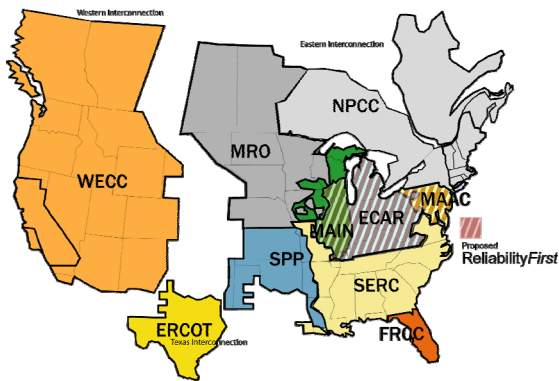 Western Interconnection
Eastern Interconnection
NPCC
MRO
WECC
MAAC
ECAR
MAIN
Proposed
ReliabilityFirst
SPP
SERC
ERCOT
Texas Interconnection
FRCC